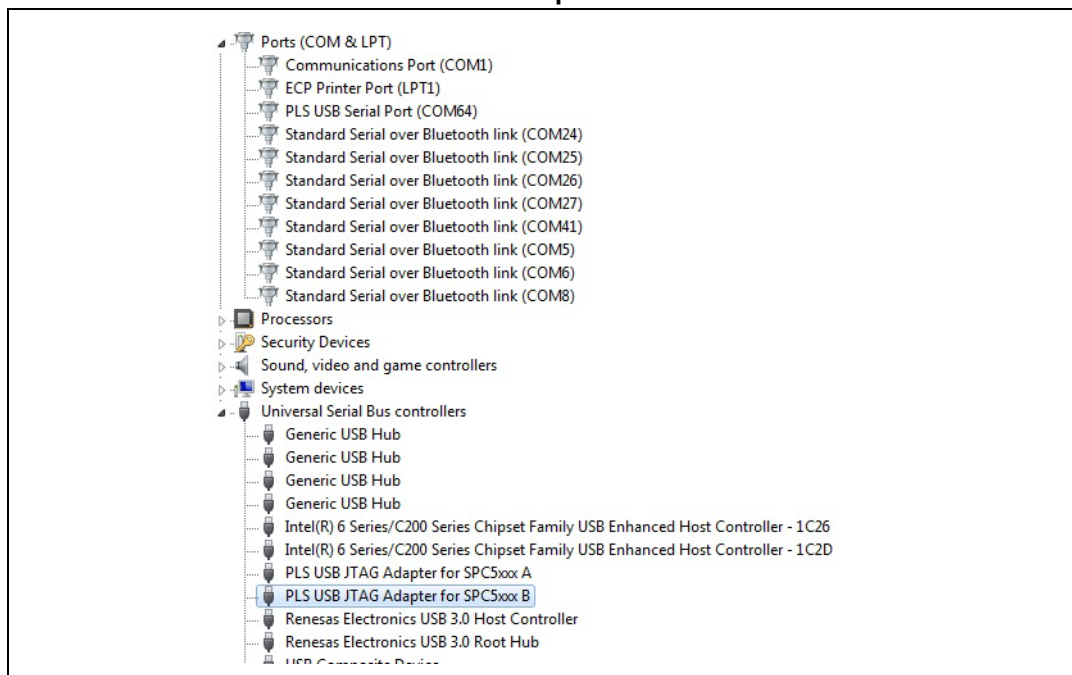 Ports (COM & LPT)
Communications Port (COM1)
ECP Printer Port (LPT1)
PLS USB Serial Port (COM64)
Standard Serial over Bluetooth link (COM24)
Standard Serial over Bluetooth link (COM25)
Standard Serial over Bluetooth link (COM26)
Standard Serial over Bluetooth link (COM27)
Standard Serial over Bluetooth link (COM41)
Standard Serial over Bluetooth link (COM5)
Standard Serial over Bluetooth link (COM6)
Standard Serial over Bluetooth link (COM8)
Processors
Security Devices
Sound, video and game controllers
System devices
Universal Serial Bus controllers
Generic USB Hub
Generic USB Hub
Generic USB Hub
Generic USB Hub
Intel(R) 6 Series/C200 Series Chipset Family USB Enhanced Host Controller - 1C26
Intel(R) 6 Series/C200 Series Chipset Family USB Enhanced Host Controller - 1C2D
PLS USB JTAG Adapter for SPC5xxx A
PLS USB JTAG Adapter for SPC5xxx B
Renesas Electronics USB 3.0 Host Controller
Renesas Electronics USB 3.0 Root Hub
USB Composite Device